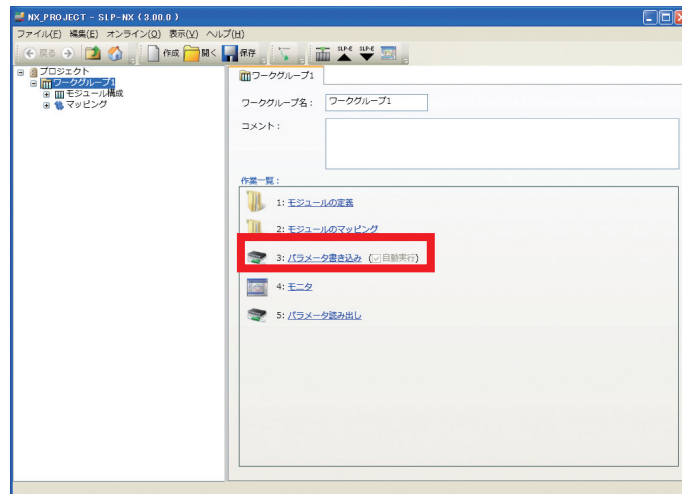 NX_PROJECT - SLP-NX (3.00.0)
ファイル(F) 編集(E) オンライン(O) 表示(V) ヘルプ(H)
戻る 作成 開く 保存 SLP-E SLP-E
プロジェクト
ワークグループ1
モジュール構成
マッピング
ワークグループ1
ワークグループ名： ワークグループ1
コメント：
作業一覧：
1: モジュールの定義
2: モジュールのマッピング
3: パラメータ書き込み (自動実行)
4: モニタ
5: パラメータ読み出し